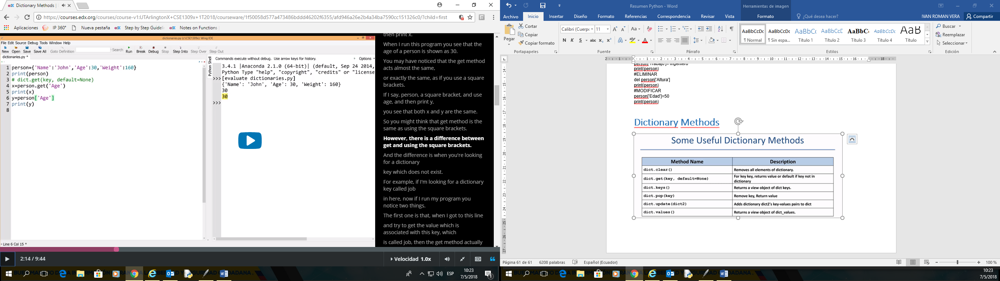 Dictionary Methods |
https://courses.edx.org/courses/course-v1:UTArlingtonX+CSE1309x+1T2018/courseware/1f50058d577a473486bddd46202f6355/afd946a26e2b4a34ba7590cc151326c0/?child=first
Aplicaciones IP 360° Nueva pestaña Step by Step Guideli Notes on Functions
dictionaries.py (c:\CSE1309x): Wing IDE
File Edit Source Debug Tools Window Help
New Open Save Save All Goto Definition Search Run Break Debug Stop Step Into Step Over Step Out
dictionaries.py *
1 person={'Name':'John','Age':30,'Weight':160}
2 print(person)
3 # dict.get(key, default=None)
4 x=person.get('Age')
5 print(x)
6 y=person['Age']
7 print(y)
8
Line 6 Col 15 *
Python Shell
Commands execute without debug. Use arrow keys for history. Options
3.4.1 |Anaconda 2.1.0 (64-bit)| (default, Sep 24 2014,
Python Type "help", "copyright", "credits" or "license
>>> [evaluate dictionaries.py]
{'Name': 'John', 'Age': 30, 'Weight': 160}
30
30
>>>
then print x.
When I run this program you see that the
age of a person is shown as 30.
You may have noticed that the get method
acts almost the same,
or exactly the same, as if you use a square
brackets.
If I say, person, a square bracket, and use
age, and then print y,
you see that both x and y are the same.
So you might think that get method is the
same as using the square brackets.
However, there is a difference between
get and using the square brackets.
And the difference is when you're looking
for a dictionary
key which does not exist.
For example, if I'm looking for a dictionary
key called job
in here, now if I run my program you
notice two things.
The first one is that, when I got to this line
and try to get the value which is
associated with this key, which
is called job, then the get method actually
2:14 / 9:44
Velocidad 1.0x
ESP
10:23
7/5/2018
Resumen Python - Word
Herramientas de imagen
Archivo Inicio Insertar Diseño Formato Referencias Correspondencia Revisar Vista Formato ¿Qué desea hacer? IVAN ROMAN VERA Compartir
Pegar
Cortar
Copiar
Copiar formato
Portapapeles
Calibri (Cuerpo 11
N K S abc x₂ x²
Fuente
Párrafo
AaBbCcDc AaBbCcDc AaBbC( AaBbCcC AaBbC AaBbCcDc AaB
¶ Normal ¶ Sin espa... Título 1 Título 2 Título 3 Título 4 Título
Estilos
Buscar
Reemplazar
Seleccionar
Edición
person['Trabajo']='Ingeniero'
print(person)
#ELIMINAR
del person['Altura']
print(person)
#MODIFICAR
person['Edad']=50
print(person)
Dictionary Methods
Some Useful Dictionary Methods
Method Name Description
dict.clear() Removes all elements of dictionary.
dict.get(key, default=None) For key key, returns value or default if key not in dictionary
dict.keys() Returns a view object of dict keys.
dict.pop(key) Remove key, Return value
dict.update(dict2) Adds dictionary dict2's key-values pairs to dict
dict.values() Returns a view object of dict_values.
Página 61 de 61 6208 palabras Español (Ecuador) 100 %
10:23
7/5/2018